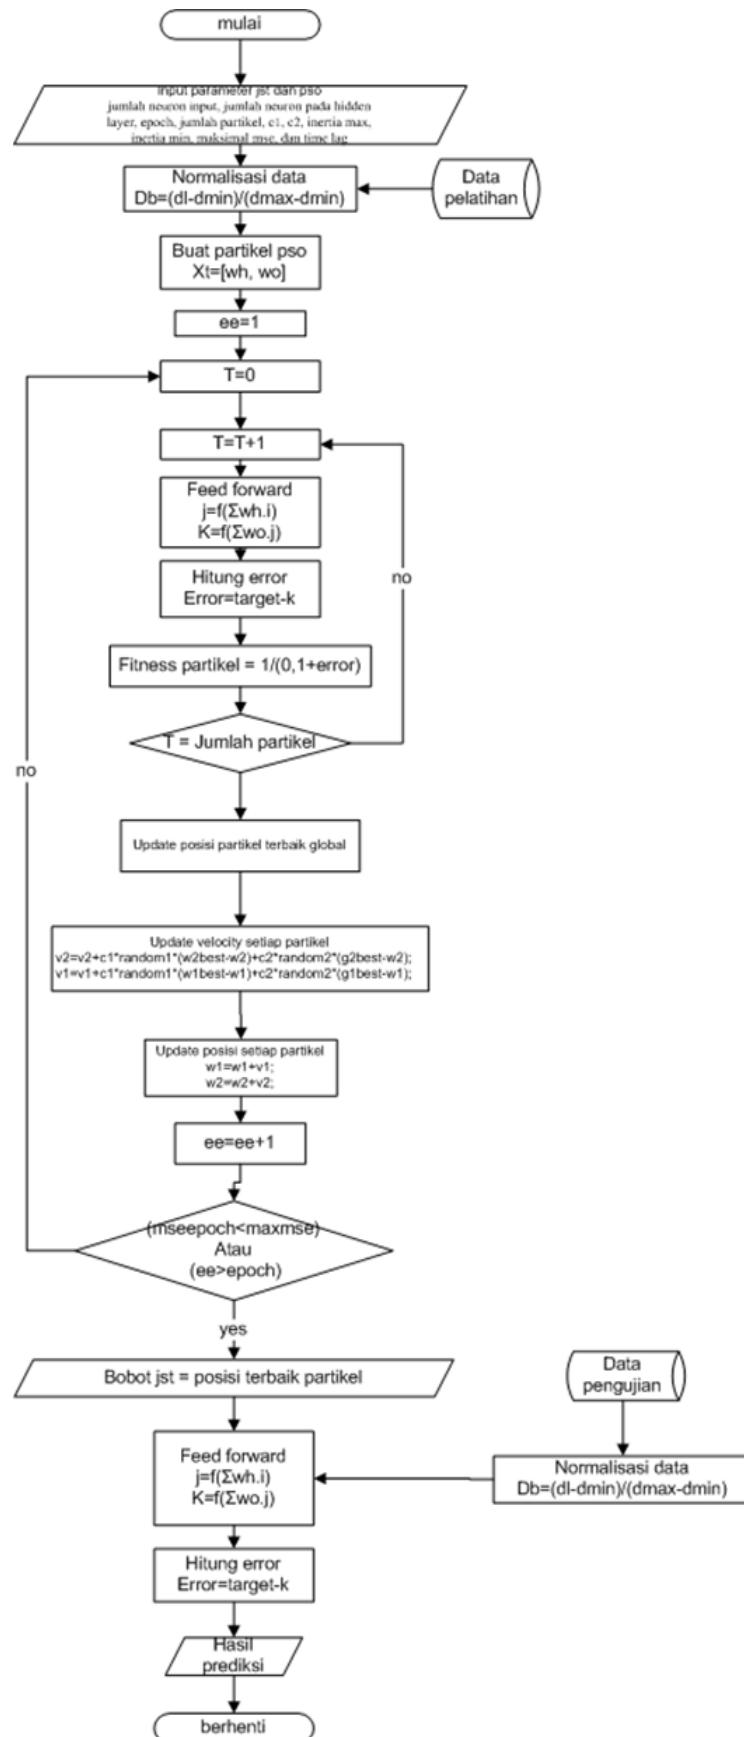 mulai
Input parameter jst dan pso
jumlah neuron input, jumlah neuron pada hidden
layer, epoch, jumlah partikel, c1, c2, inertia max,
inertia min, maksimal mse, dan time lag
Normalisasi data
Db=(dl-dmin)/(dmax-dmin)
Data
pelatihan
Buat partikel pso
Xt=[wh, wo]
ee=1
T=0
T=T+1
Feed forward
j=f(Σwh.i)
K=f(Σwo.j)
Hitung error
Error=target-k
no
Fitness partikel = 1/(0,1+error)
T = Jumlah partikel
no
Update posisi partikel terbaik global
Update velocity setiap partikel
v2=v2+c1*random1*(w2best-w2)+c2*random2*(g2best-w2);
v1=v1+c1*random1*(w1best-w1)+c2*random2*(g1best-w1);
Update posisi setiap partikel
w1=w1+v1;
w2=w2+v2;
ee=ee+1
(mseepoch<maxmse)
Atau
(ee>epoch)
yes
Bobot jst = posisi terbaik partikel
Data
pengujian
Feed forward
j=f(Σwh.i)
K=f(Σwo.j)
Normalisasi data
Db=(dl-dmin)/(dmax-dmin)
Hitung error
Error=target-k
Hasil
prediksi
berhenti